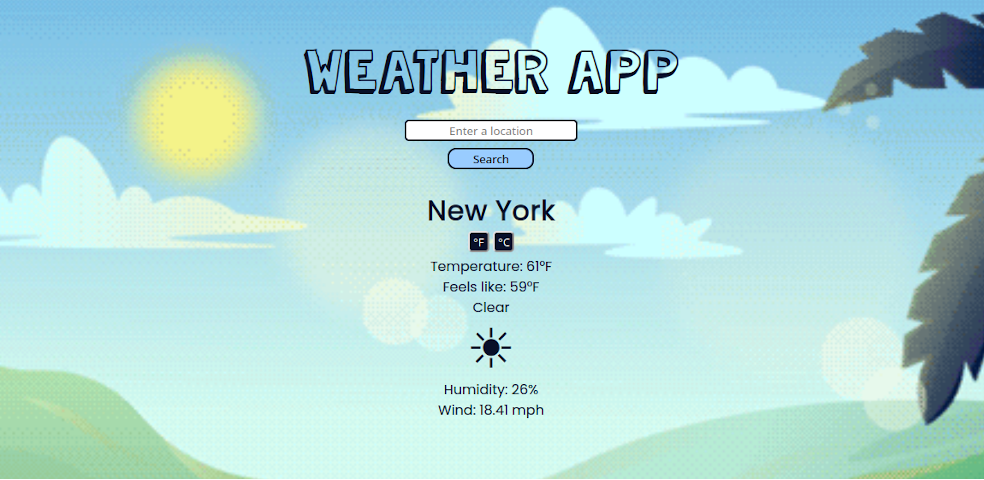 WEATHER APP
Enter a location
Search
New York
°F °C
Temperature: 61°F
Feels like: 59°F
Clear
Humidity: 26%
Wind: 18.41 mph